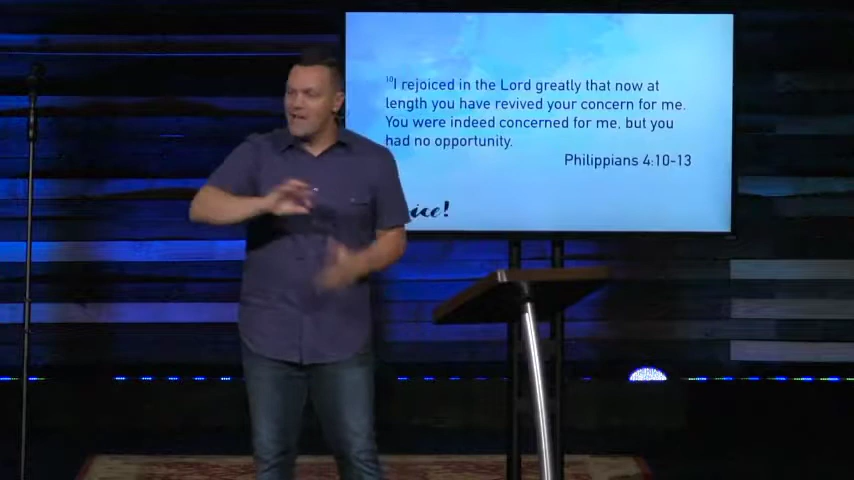 10I rejoiced in the Lord greatly that now at
length you have revived your concern for me.
You were indeed concerned for me, but you
had no opportunity.
Philippians 4:10-13